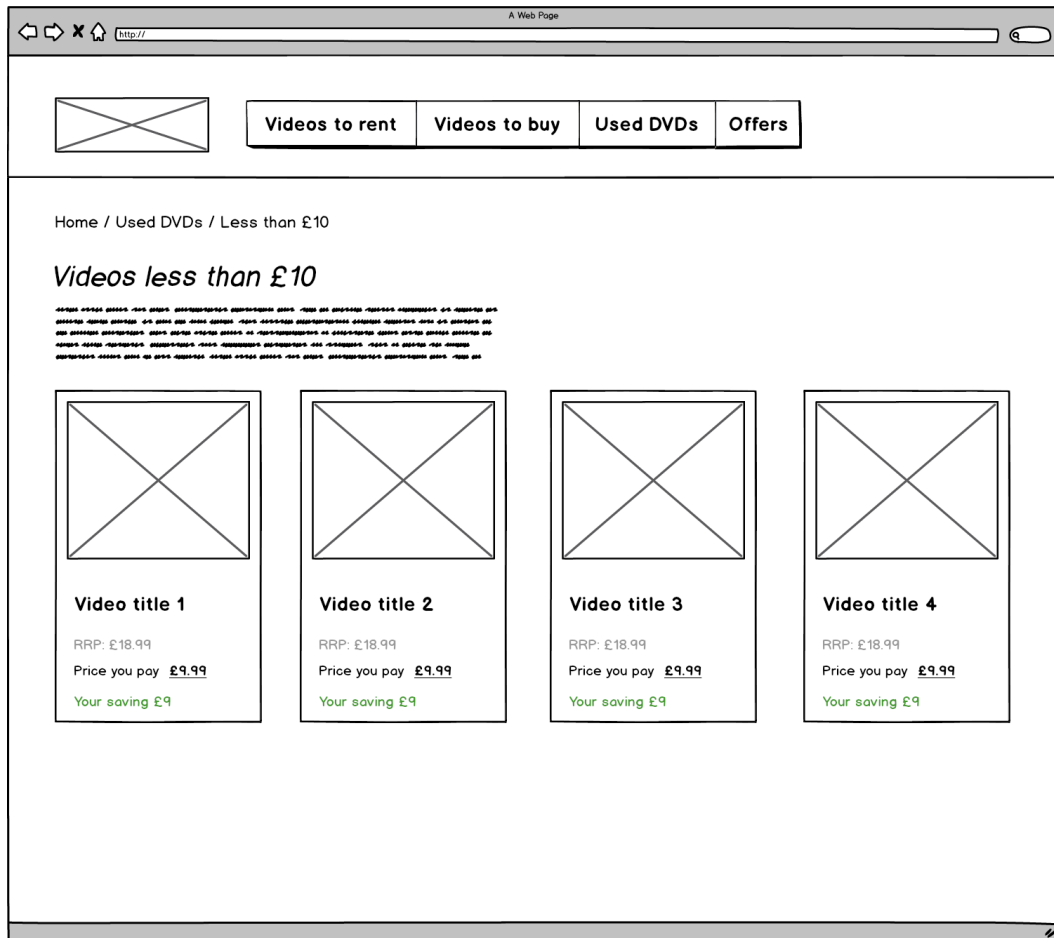 A Web Page
http://
Videos to rent Videos to buy Used DVDs Offers
Home / Used DVDs / Less than £10
Videos less than £10
Video title 1
RRP: £18.99
Price you pay £9.99
Your saving £9
Video title 2
RRP: £18.99
Price you pay £9.99
Your saving £9
Video title 3
RRP: £18.99
Price you pay £9.99
Your saving £9
Video title 4
RRP: £18.99
Price you pay £9.99
Your saving £9